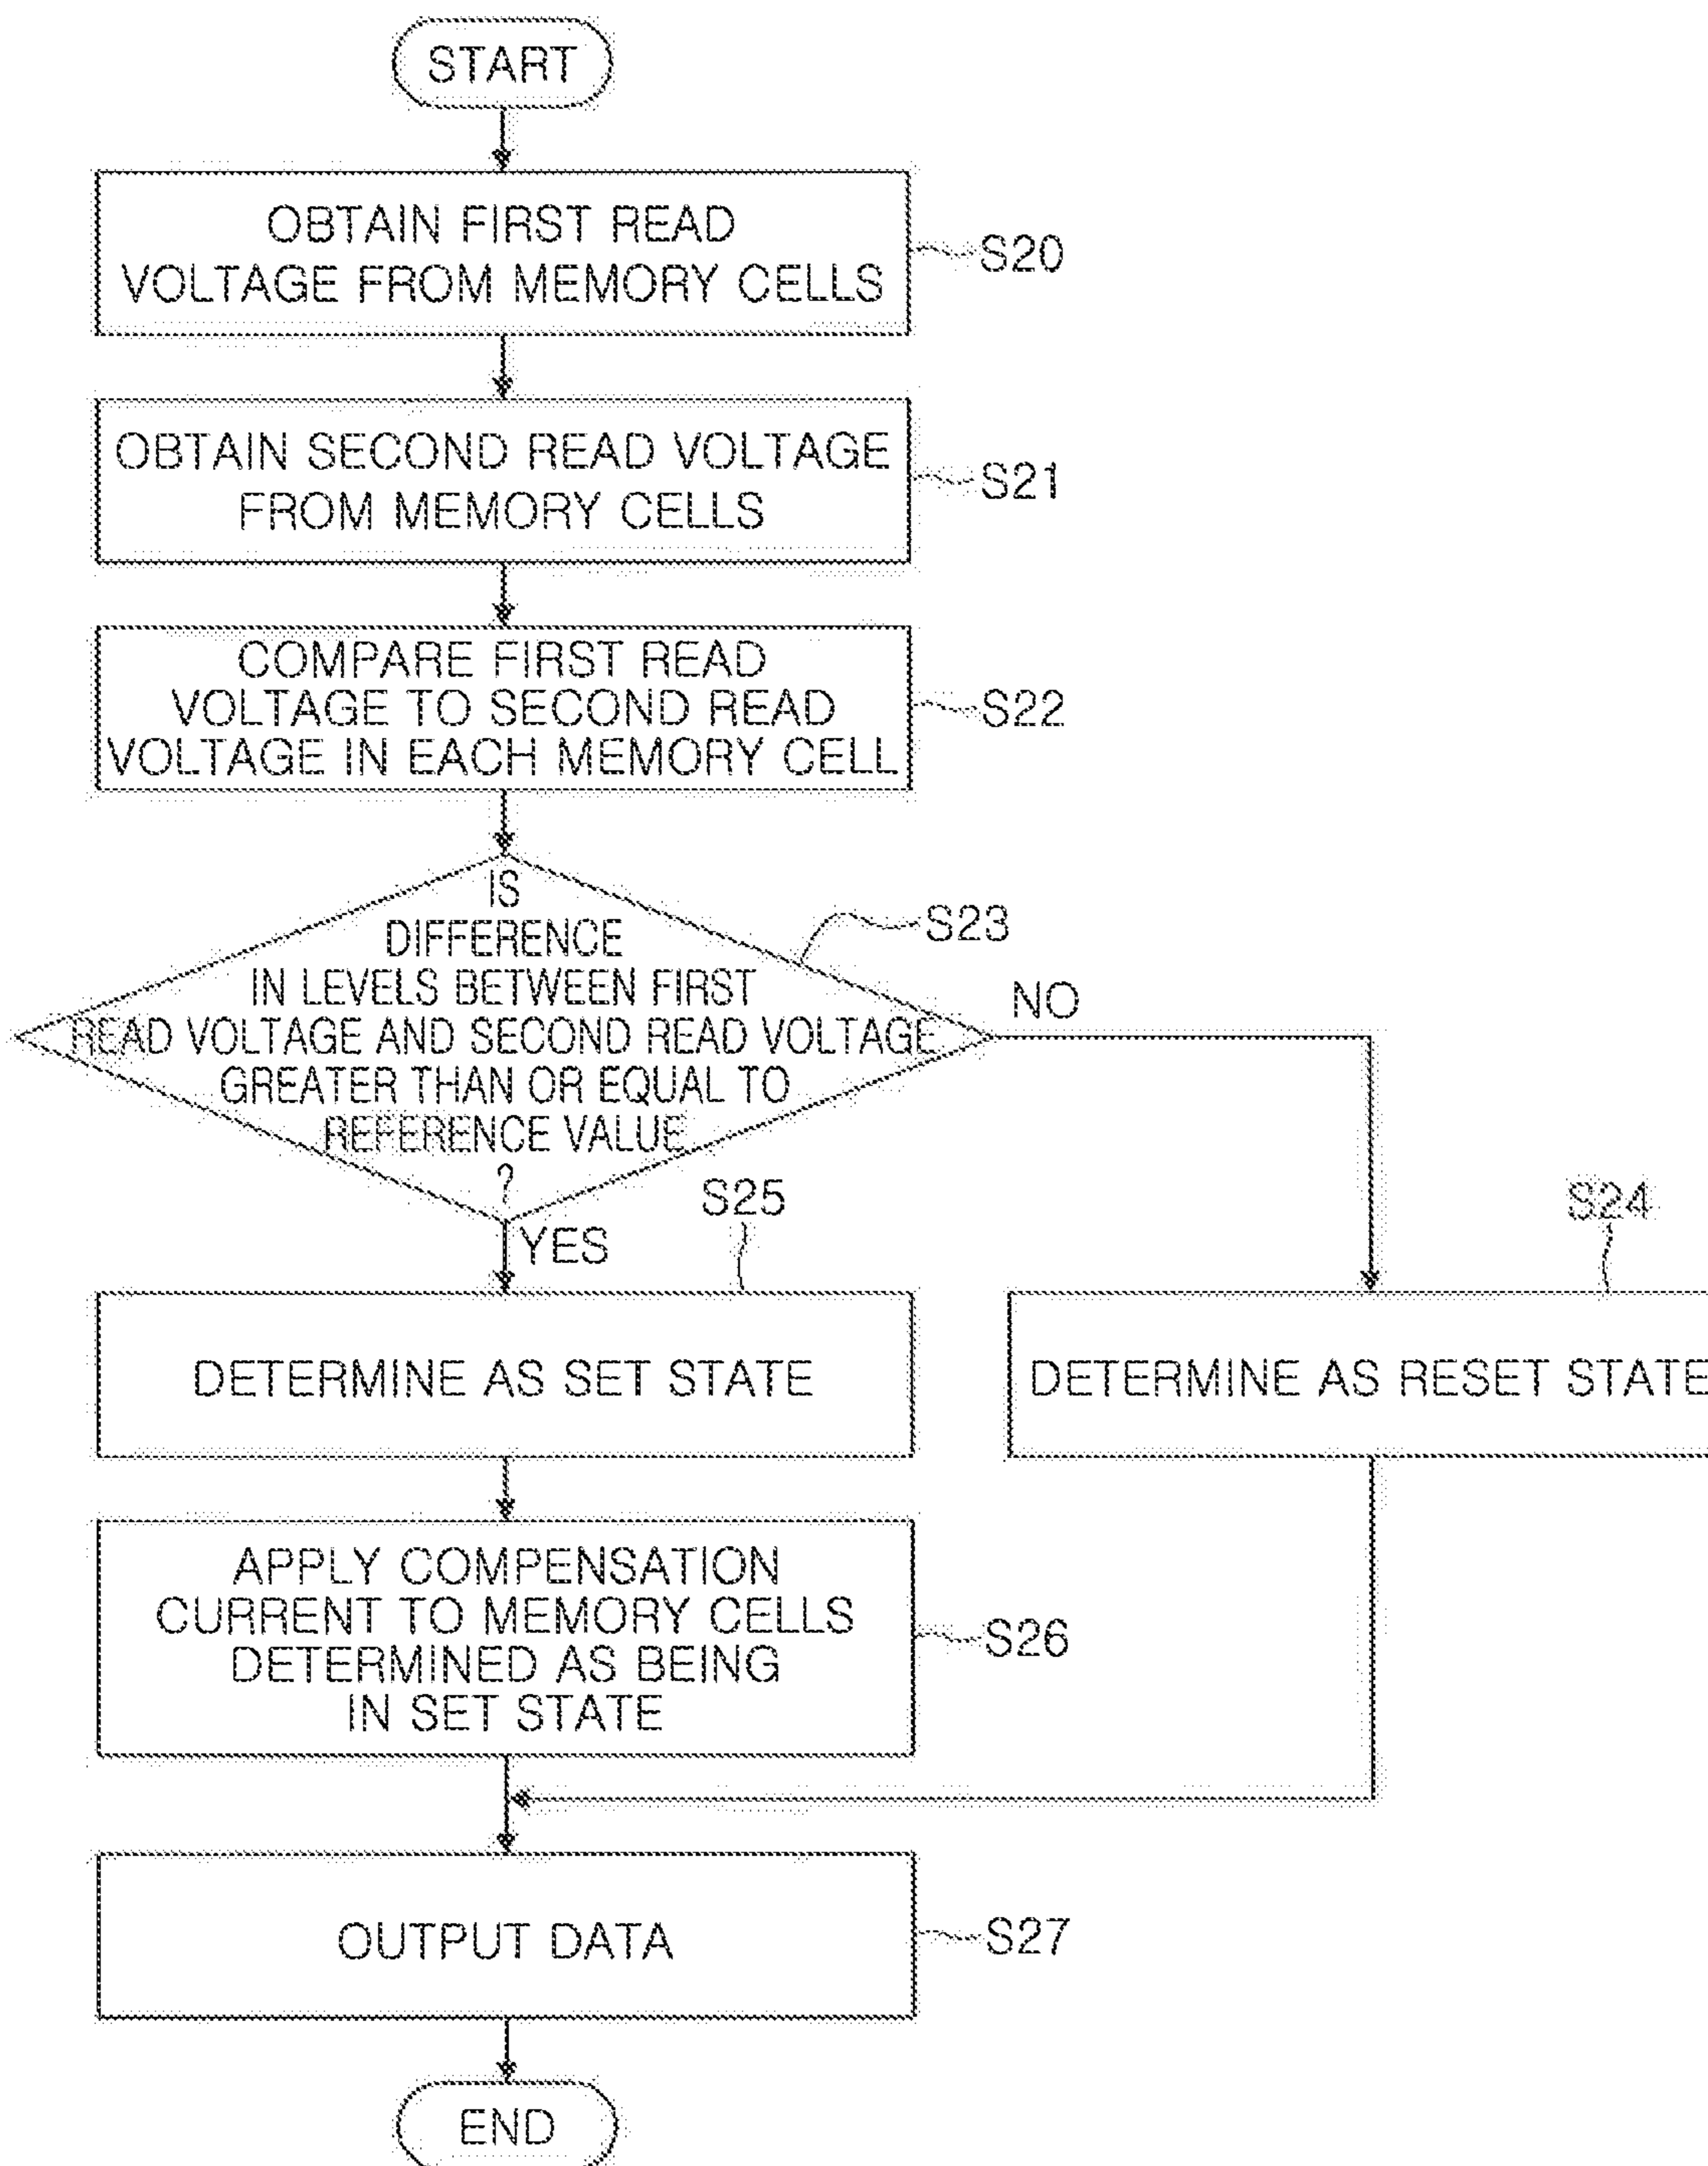 START
OBTAIN FIRST READ
VOLTAGE FROM MEMORY CELLS
S20
OBTAIN SECOND READ VOLTAGE
FROM MEMORY CELLS
S21
COMPARE FIRST READ
VOLTAGE TO SECOND READ
VOLTAGE IN EACH MEMORY CELL
S22
IS
DIFFERENCE
IN LEVELS BETWEEN FIRST
READ VOLTAGE AND SECOND READ VOLTAGE
GREATER THAN OR EQUAL TO
REFERENCE VALUE
?
S23
NO
YES
S25
DETERMINE AS SET STATE
S24
DETERMINE AS RESET STATE
APPLY COMPENSATION
CURRENT TO MEMORY CELLS
DETERMINED AS BEING
IN SET STATE
S26
OUTPUT DATA
S27
END